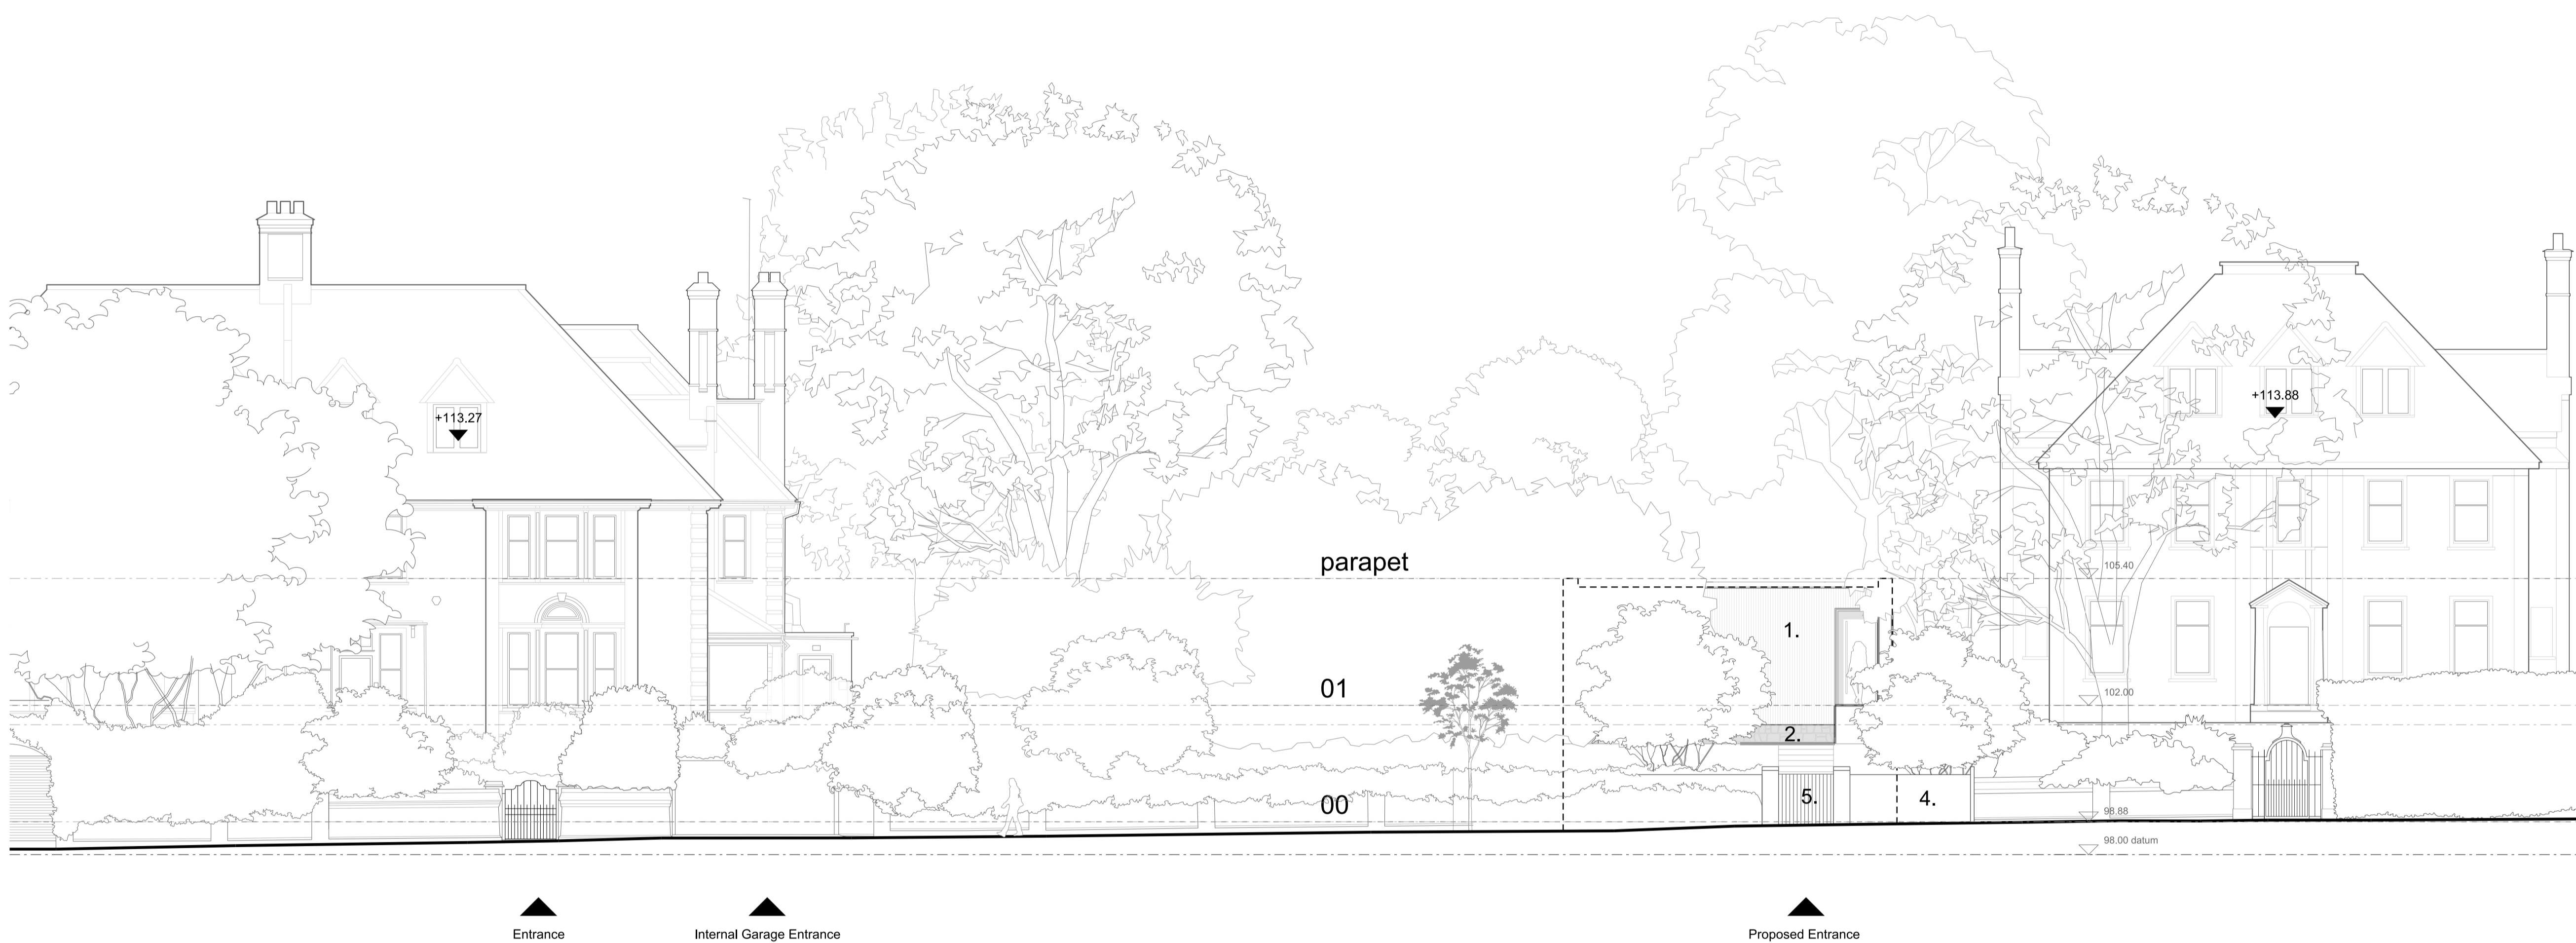 +113.27
+113.88
parapet
105.40
1.
01
102.00
2.
00
5.
4.
98.88
98.00 datum
Entrance
Internal Garage Entrance
Proposed Entrance